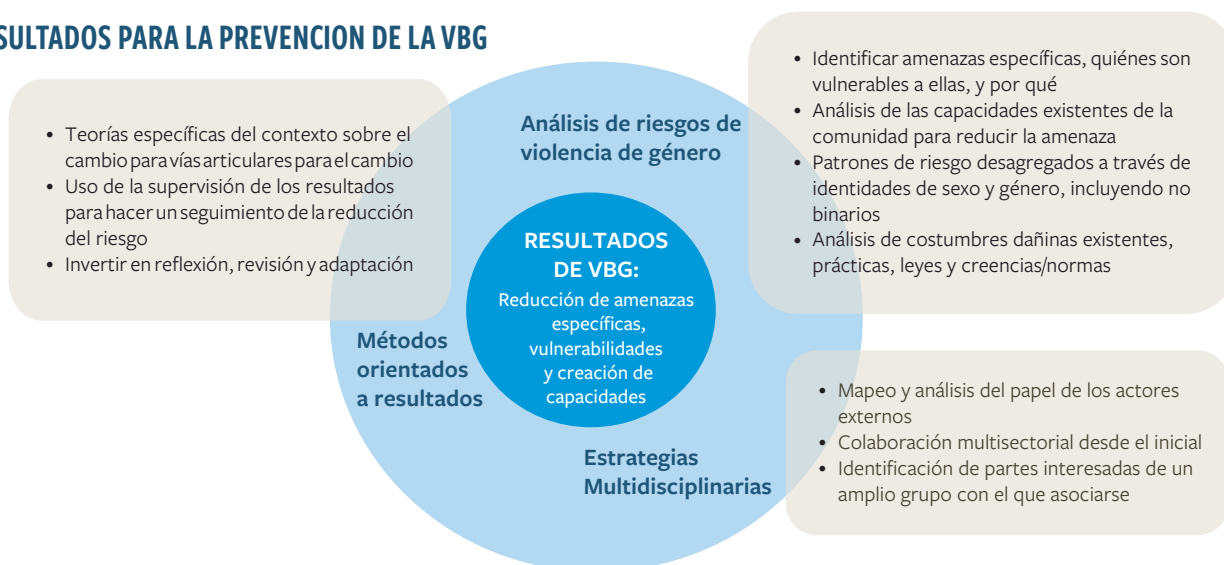 SULTADOS PARA LA PREVENCION DE LA VBG
• Teorías específicas del contexto sobre el
cambio para vías articulares para el cambio
• Uso de la supervisión de los resultados
para hacer un seguimiento de la reducción
del riesgo
• Invertir en reflexión, revisión y adaptación
Análisis de riesgos de
violencia de género
• Identificar amenazas específicas, quiénes son
vulnerables a ellas, y por qué
• Análisis de las capacidades existentes de la
comunidad para reducir la amenaza
• Patrones de riesgo desagregados a través de
identidades de sexo y género, incluyendo no
binarios
• Análisis de costumbres dañinas existentes,
prácticas, leyes y creencias/normas
RESULTADOS
DE VBG:
Reducción de amenazas
específicas,
vulnerabilidades
y creación de
capacidades
Métodos
orientados
a resultados
Estrategias
Multidisciplinarias
• Mapeo y análisis del papel de los actores
externos
• Colaboración multisectorial desde el inicial
• Identificación de partes interesadas de un
amplio grupo con el que asociarse